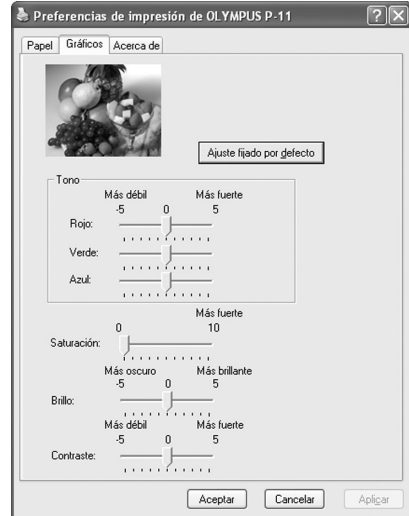 Preferencias de impresión de OLYMPUS P-11
Papel Gráficos Acerca de
Ajuste fijado por defecto
Tono
Más débil Más fuerte
-5 0 5
Rojo:
Verde:
Azul:
Más fuerte
0 10
Saturación:
Más oscuro Más brillante
-5 0 5
Brillo:
Más débil Más fuerte
-5 0 5
Contraste:
Aceptar Cancelar Aplicar